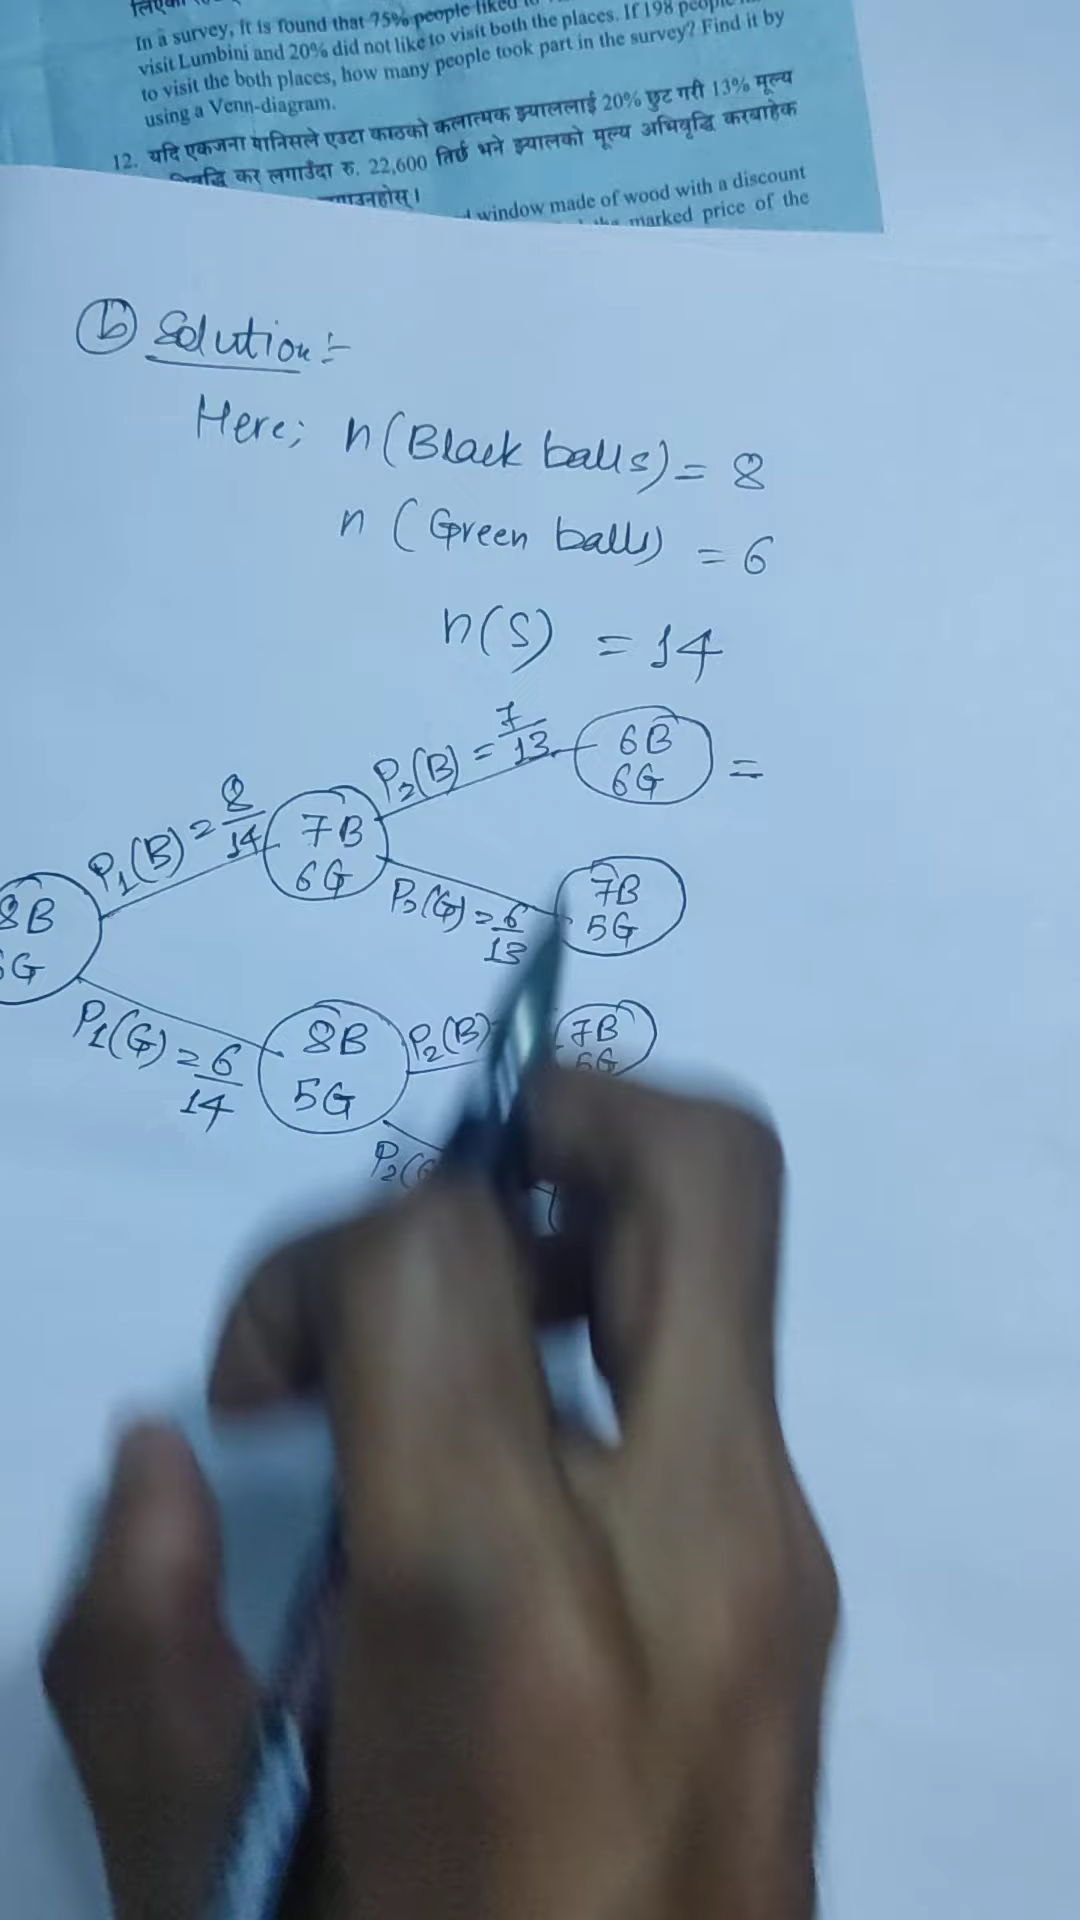 In a survey, it is found that 75% people liked to
visit Lumbini and 20% did not like to visit both the places. If 198 people
to visit the both places, how many people took part in the survey? Find it by
using a Venn-diagram.
12. यदि एकजना मानिसले एउटा काठको कलात्मक झ्याललाई 20% छुट गरी 13% मूल्य
कर लगाउँदा रु. 22,600 तिर्छ भने झ्यालको मूल्य अभिवृद्धि करबाहेक
window made of wood with a discount
marked price of the
b Solution :-
Here; n (Black balls) = 8
n (Green balls) = 6
n(S) = 14
P₂(B) = 7/13
6B
6G
=
P₁(B) = 8/14
7B
6G
P₂(G) = 6/13
7B
5G
8B
G
P₁(G) = 6/14
8B
5G
P₂(B)
7B
5G
P₂(G